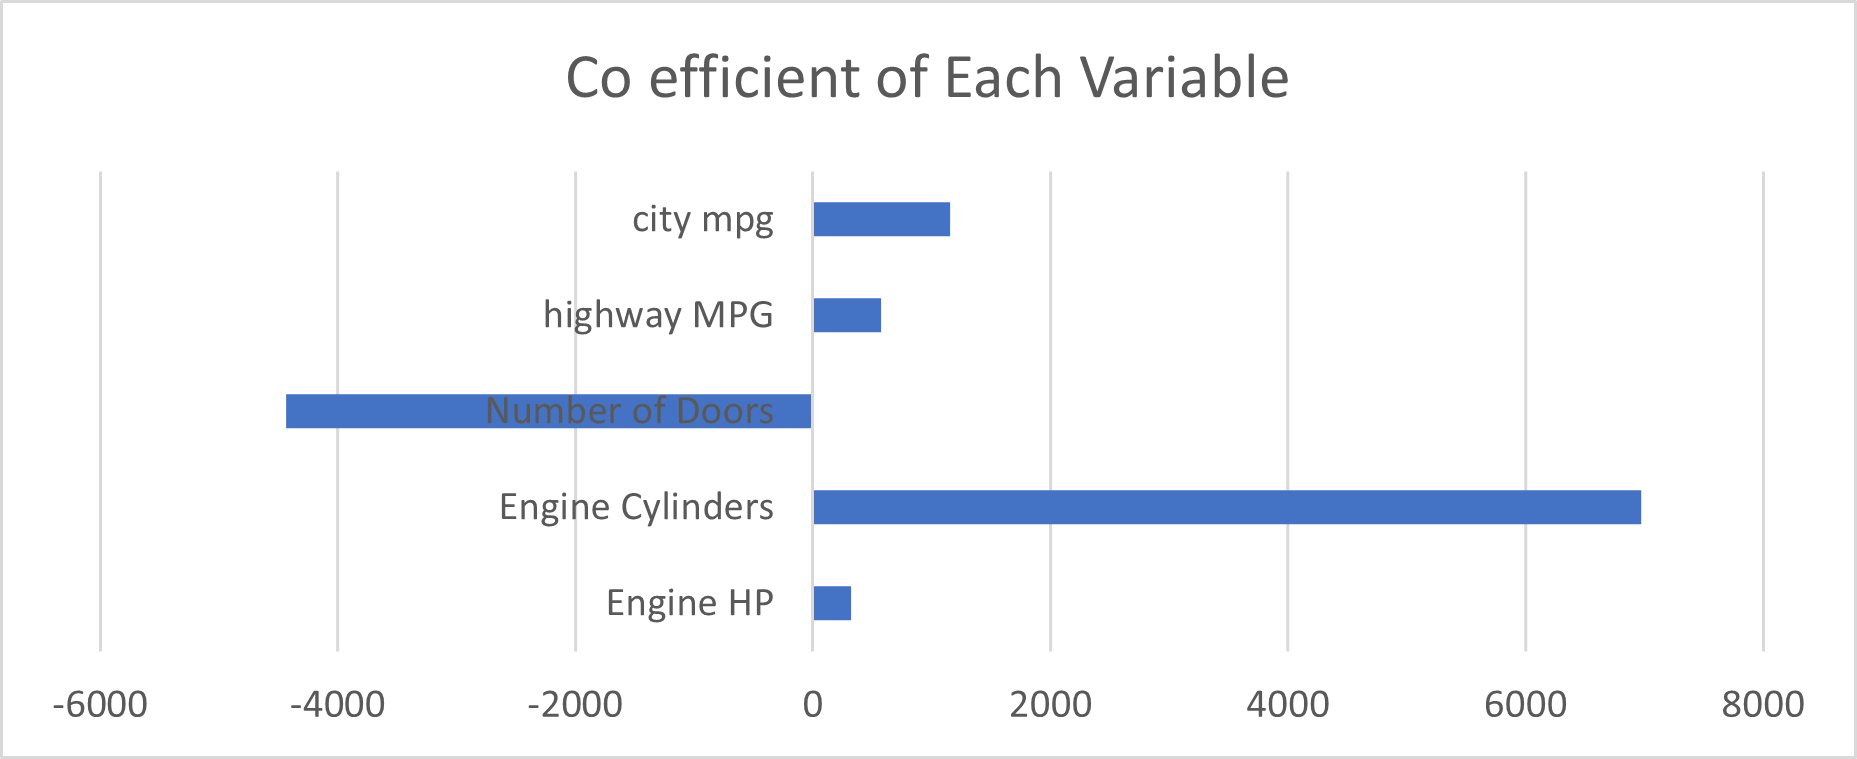 Co efficient of Each Variable
city mpg
highway MPG
Number of Doors
Engine Cylinders
Engine HP
-6000 -4000 -2000 0 2000 4000 6000 8000